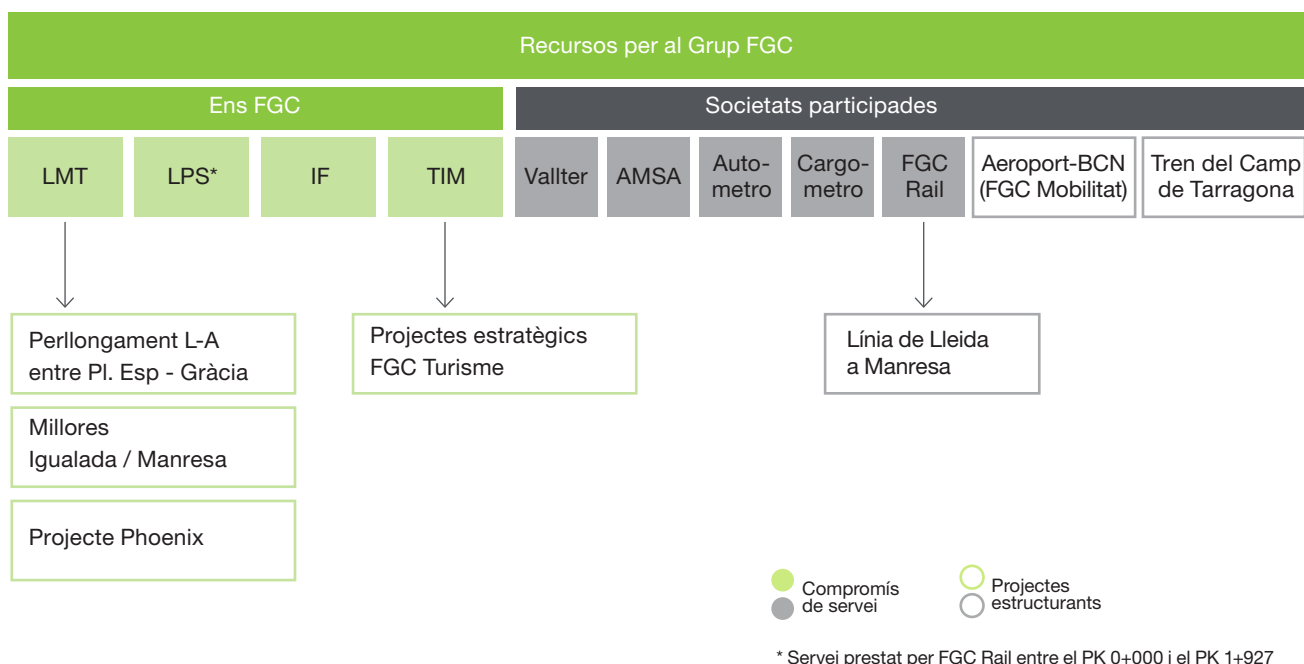 Recursos per al Grup FGC
Ens FGC
Societats participades
LMT
LPS*
IF
TIM
Vallter
AMSA
Auto-
metro
Cargo-
metro
FGC
Rail
Aeroport-BCN
(FGC Mobilitat)
Tren del Camp
de Tarragona
Perllongament L-A
entre Pl. Esp - Gràcia
Millores
Igualada / Manresa
Projecte Phoenix
Projectes estratègics
FGC Turisme
Línia de Lleida
a Manresa
Compromís
de servei
Projectes
estructurants
* Servei prestat per FGC Rail entre el PK 0+000 i el PK 1+927